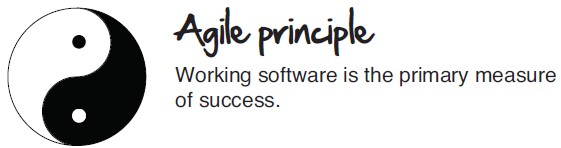 Agile principle
Working software is the primary measure
of success.